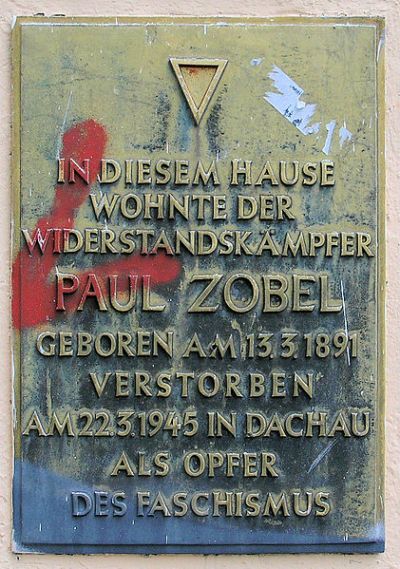 IN DIESEM HAUSE
WOHNTE DER
WIDERSTANDSKÄMPFER
PAUL ZOBEL
GEBOREN AM 13.3.1891
VERSTORBEN
AM 22.3.1945 IN DACHAU
ALS OPFER
DES FASCHISMUS